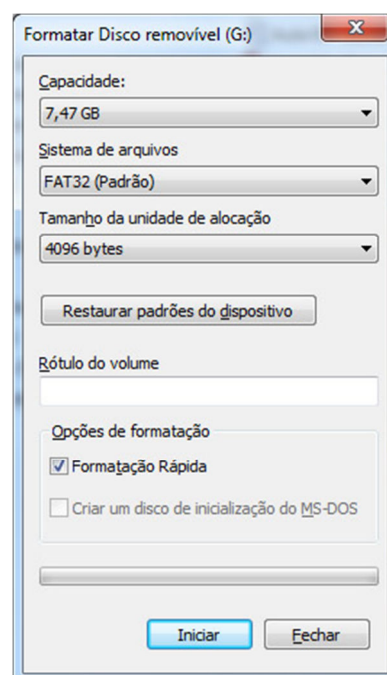 Formatar Disco removível (G:)
Capacidade:
7,47 GB
Sistema de arquivos
FAT32 (Padrão)
Tamanho da unidade de alocação
4096 bytes
Restaurar padrões do dispositivo
Rótulo do volume
Opções de formatação
Formatação Rápida
Criar um disco de inicialização do MS-DOS
Iniciar
Fechar